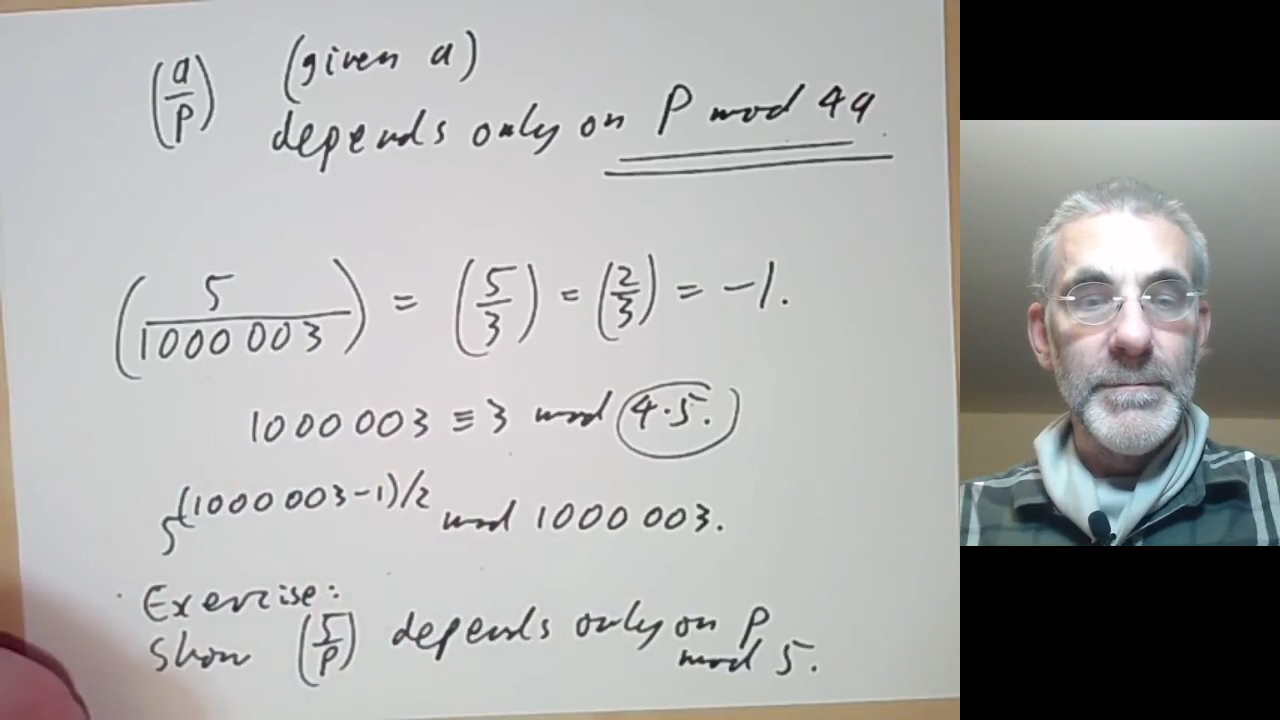 (a/p) (given a)
depends only on p mod 4a.
(5/1000003) = (5/3) = (2/3) = -1.
1000003 ≡ 3 mod 4·5.
5^(1000003-1)/2 mod 1000003.
Exercise:
Show (5/p) depends only on p
mod 5.